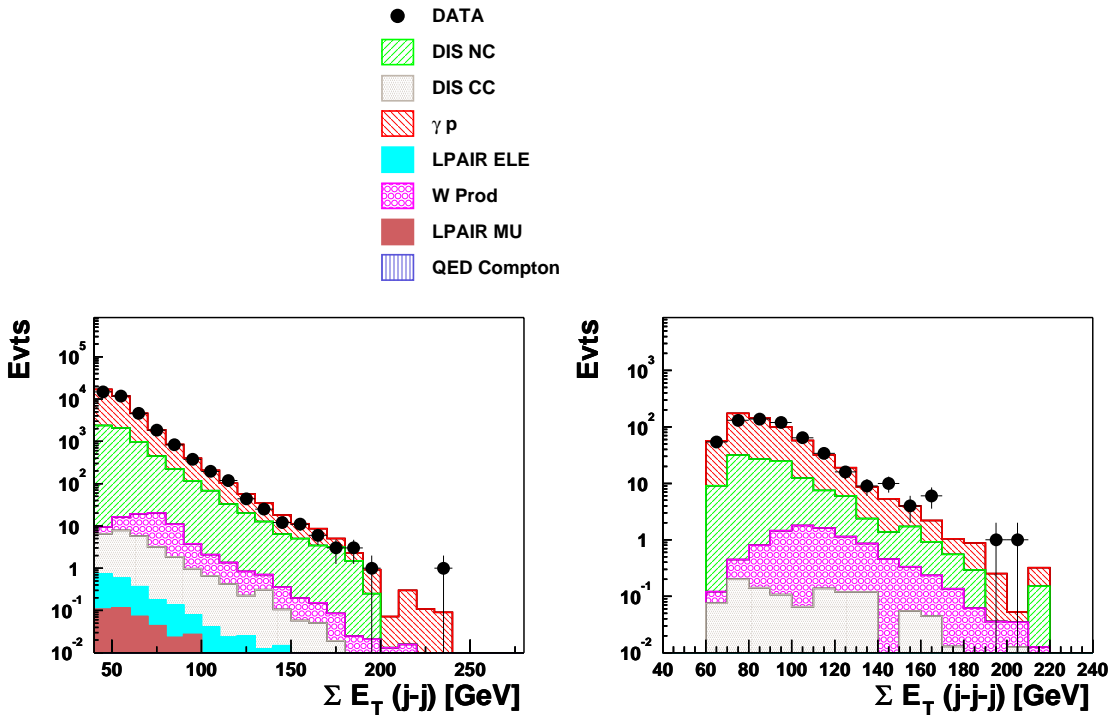 DATA
DIS NC
DIS CC
γ p
LPAIR ELE
W Prod
LPAIR MU
QED Compton
Evts
10^5
10^4
10^3
10^2
10
1
10^-1
10^-2
50 100 150 200 250
Σ E_T (j-j) [GeV]
Evts
10^3
10^2
10
1
10^-1
10^-2
40 60 80 100 120 140 160 180 200 220 240
Σ E_T (j-j-j) [GeV]